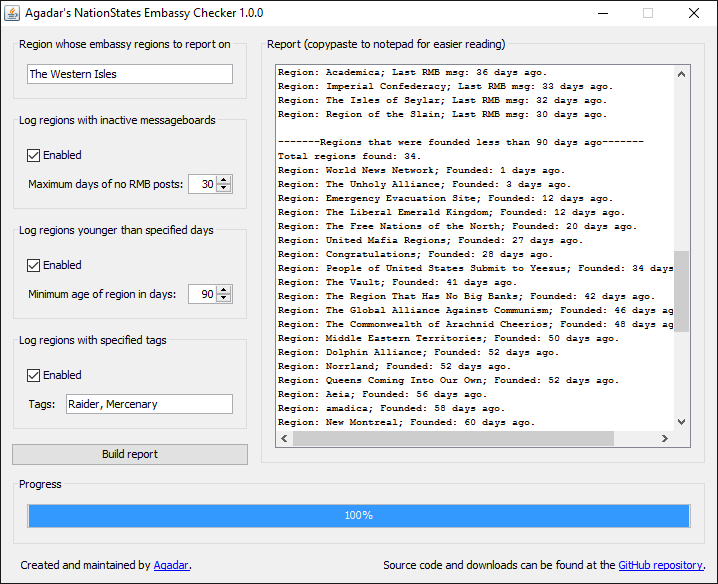 Agadar's NationStates Embassy Checker 1.0.0
Region whose embassy regions to report on
The Western Isles
Log regions with inactive messageboards
Enabled
Maximum days of no RMB posts: 30
Log regions younger than specified days
Enabled
Minimum age of region in days: 90
Log regions with specified tags
Enabled
Tags: Raider, Mercenary
Build report
Report (copypaste to notepad for easier reading)
Region: Academica; Last RMB msg: 36 days ago.
Region: Imperial Confederacy; Last RMB msg: 33 days ago.
Region: The Isles of Seylar; Last RMB msg: 32 days ago.
Region: Region of the Slain; Last RMB msg: 30 days ago.
-------Regions that were founded less than 90 days ago-------
Total regions found: 34.
Region: World News Network; Founded: 1 days ago.
Region: The Unholy Alliance; Founded: 3 days ago.
Region: Emergency Evacuation Site; Founded: 12 days ago.
Region: The Liberal Emerald Kingdom; Founded: 12 days ago.
Region: The Free Nations of the North; Founded: 20 days ago.
Region: United Mafia Regions; Founded: 27 days ago.
Region: Congratulations; Founded: 28 days ago.
Region: People of United States Submit to Yeezus; Founded: 34 days
Region: The Vault; Founded: 41 days ago.
Region: The Region That Has No Big Banks; Founded: 42 days ago.
Region: The Global Alliance Against Communism; Founded: 46 days ag
Region: The Commonwealth of Arachnid Cheerios; Founded: 48 days ag
Region: Middle Eastern Territories; Founded: 50 days ago.
Region: Dolphin Alliance; Founded: 52 days ago.
Region: Norrland; Founded: 52 days ago.
Region: Queens Coming Into Our Own; Founded: 52 days ago.
Region: Aeia; Founded: 56 days ago.
Region: amadica; Founded: 58 days ago.
Region: New Montreal; Founded: 60 days ago.
Progress
100%
Created and maintained by Agadar.
Source code and downloads can be found at the GitHub repository.